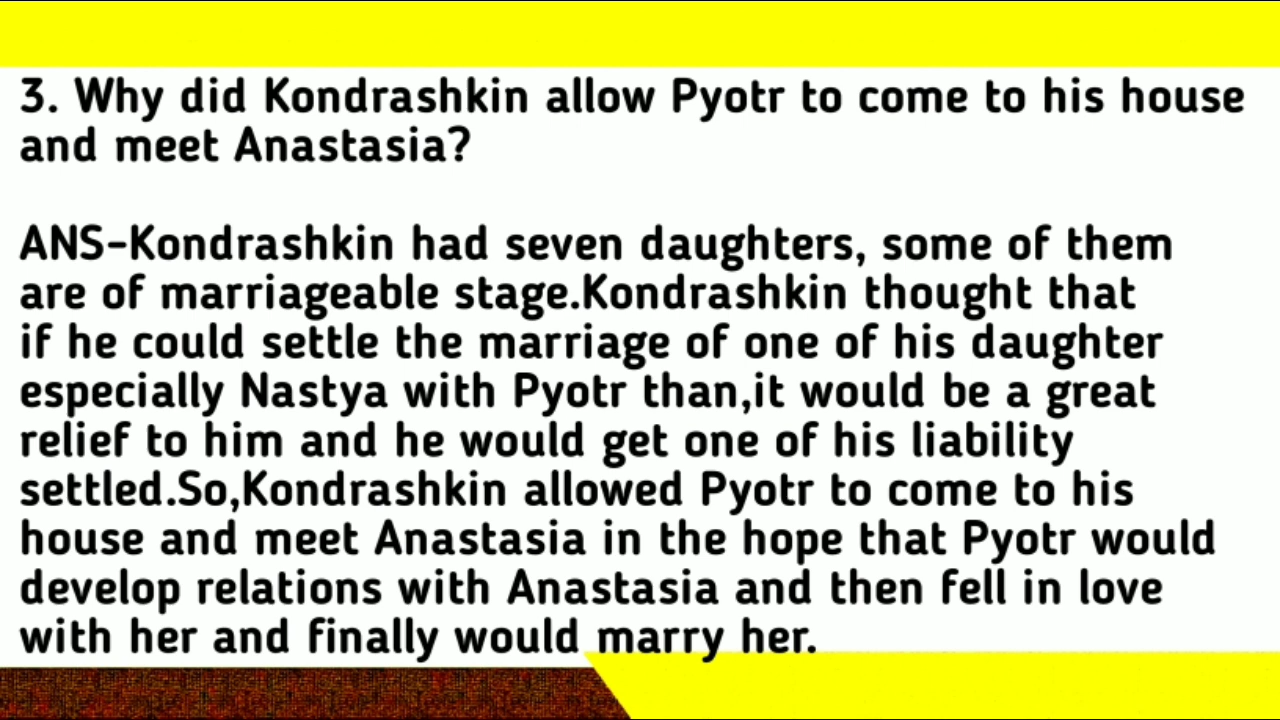 3. Why did Kondrashkin allow Pyotr to come to his house
and meet Anastasia?
ANS-Kondrashkin had seven daughters, some of them
are of marriageable stage.Kondrashkin thought that
if he could settle the marriage of one of his daughter
especially Nastya with Pyotr than,it would be a great
relief to him and he would get one of his liability
settled.So,Kondrashkin allowed Pyotr to come to his
house and meet Anastasia in the hope that Pyotr would
develop relations with Anastasia and then fell in love
with her and finally would marry her.